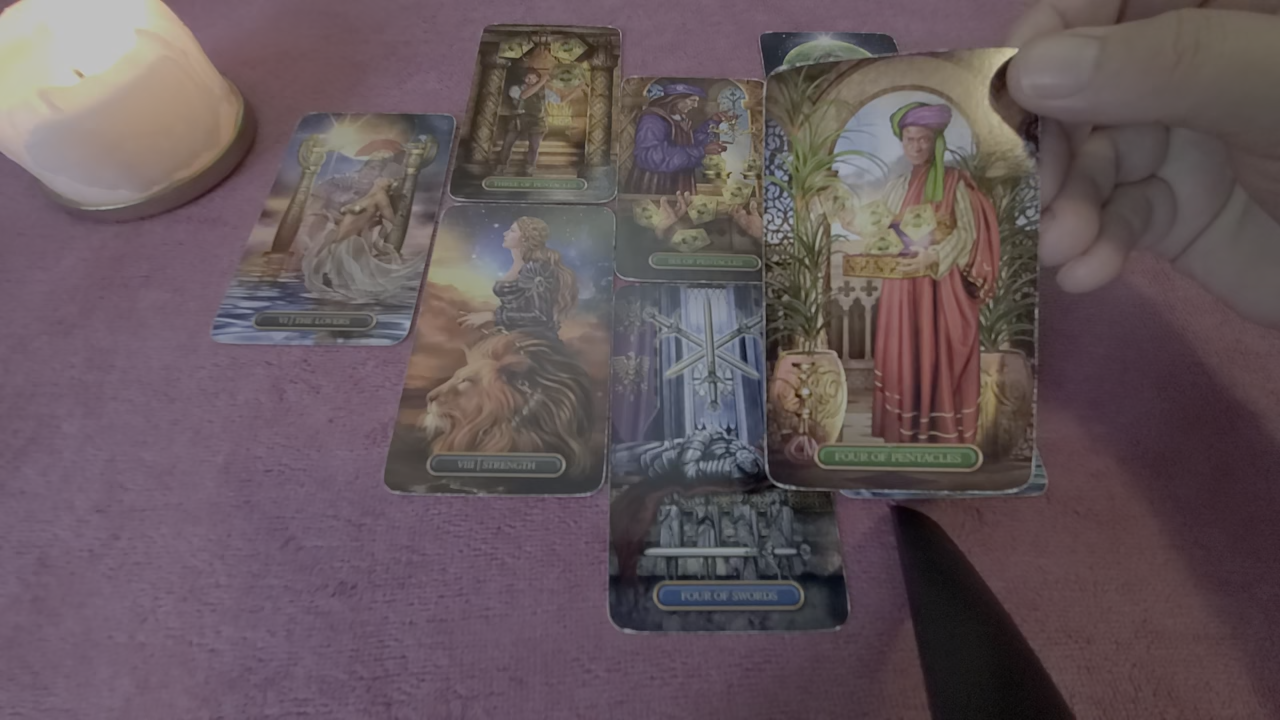 THREE OF PENTACLES
SIX OF PENTACLES
VI | THE LOVERS
VIII | STRENGTH
FOUR OF PENTACLES
FOUR OF SWORDS